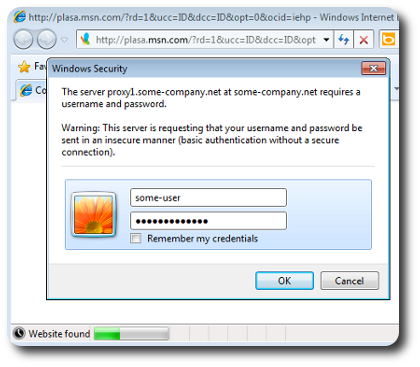 http://plasa.msn.com/?rd=1&ucc=ID&dcc=ID&opt=0&ocid=iehp - Windows Internet
http://plasa.msn.com/?rd=1&ucc=ID&dcc=ID&opt
Windows Security
The server proxy1.some-company.net at some-company.net requires a
username and password.
Warning: This server is requesting that your username and password be
sent in an insecure manner (basic authentication without a secure
connection).
some-user
●●●●●●●●●●●●●
Remember my credentials
OK
Cancel
Website found